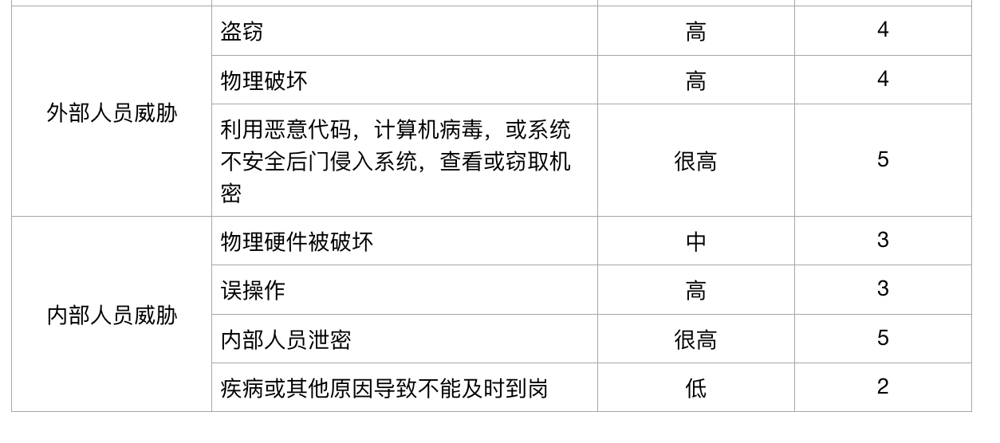 盗窃 高 4
物理破坏 高 4
外部人员威胁
利用恶意代码，计算机病毒，或系统
不安全后门侵入系统，查看或窃取机
密
很高 5
物理硬件被破坏 中 3
误操作 高 3
内部人员威胁
内部人员泄密 很高 5
疾病或其他原因导致不能及时到岗 低 2